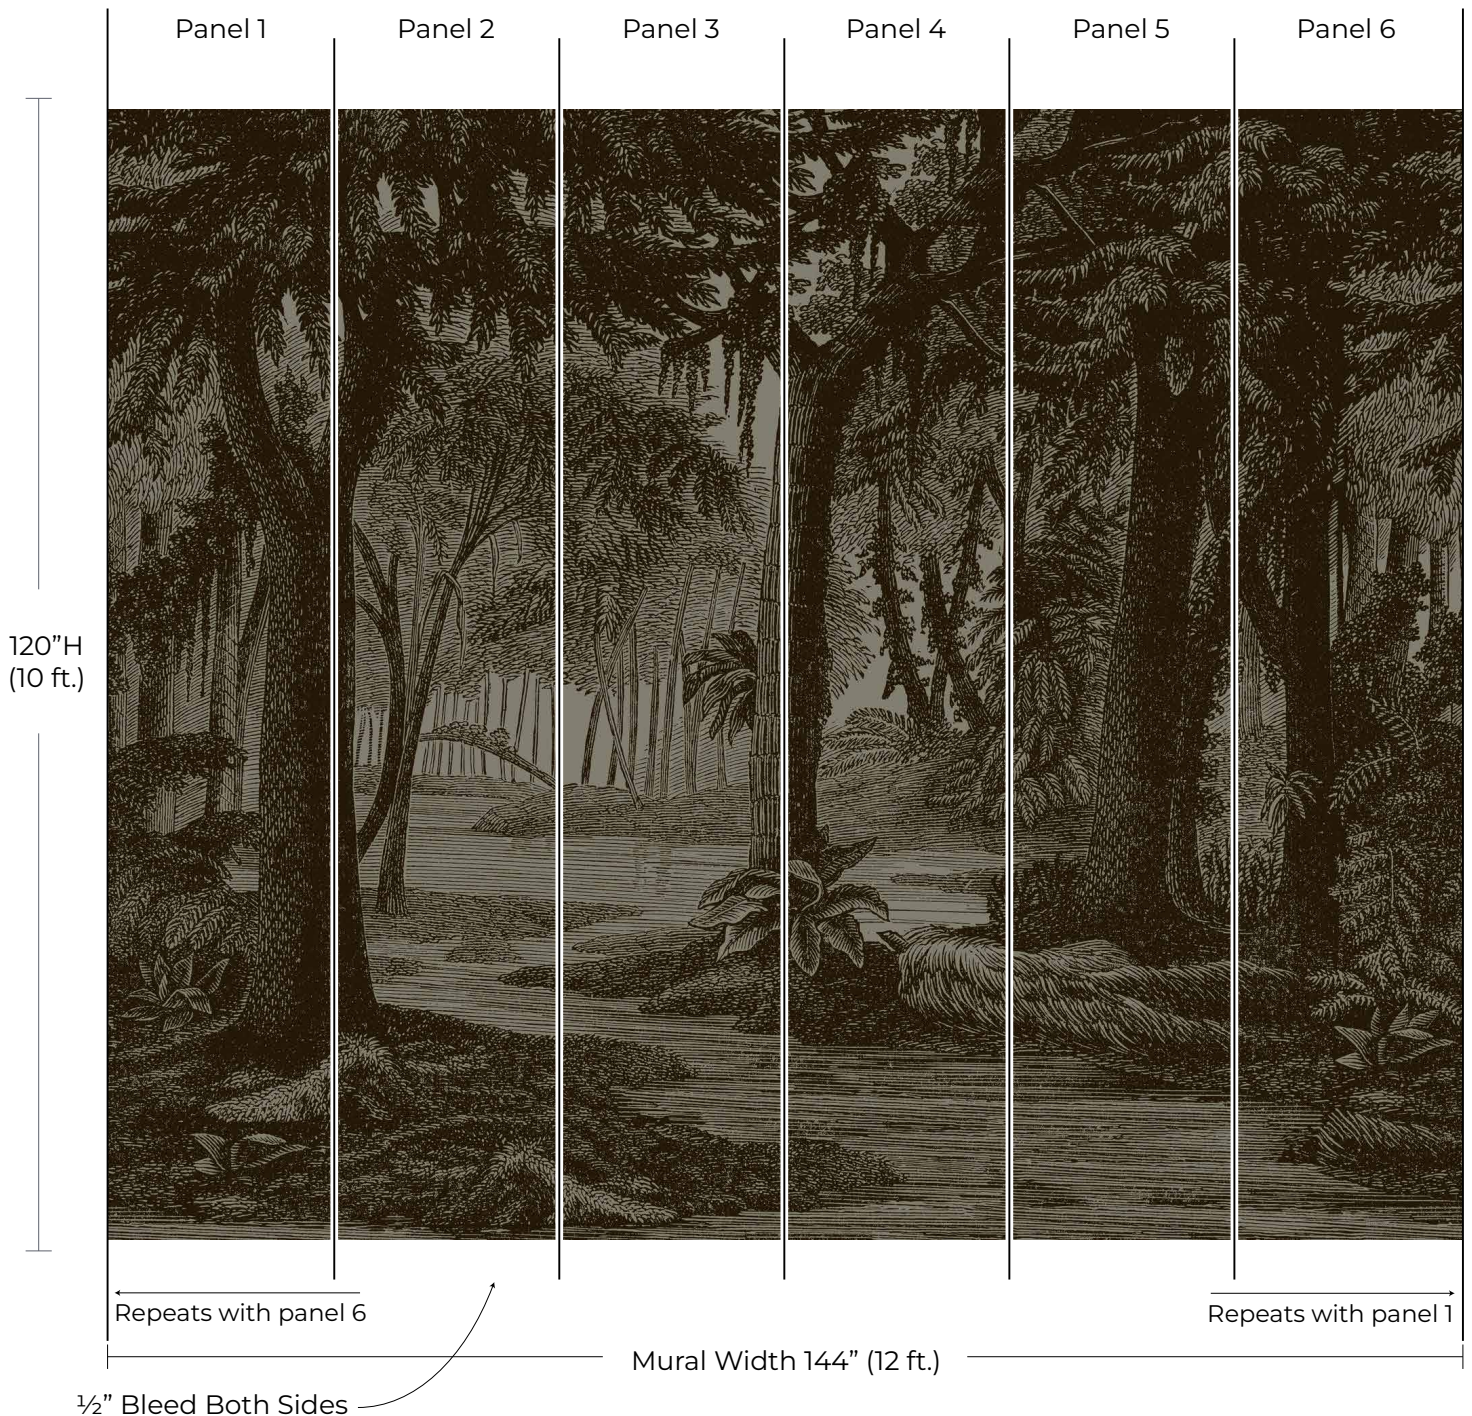 Panel 1
Panel 2
Panel 3
Panel 4
Panel 5
Panel 6
120”H
(10 ft.)
Repeats with panel 6
Repeats with panel 1
Mural Width 144” (12 ft.)
½” Bleed Both Sides